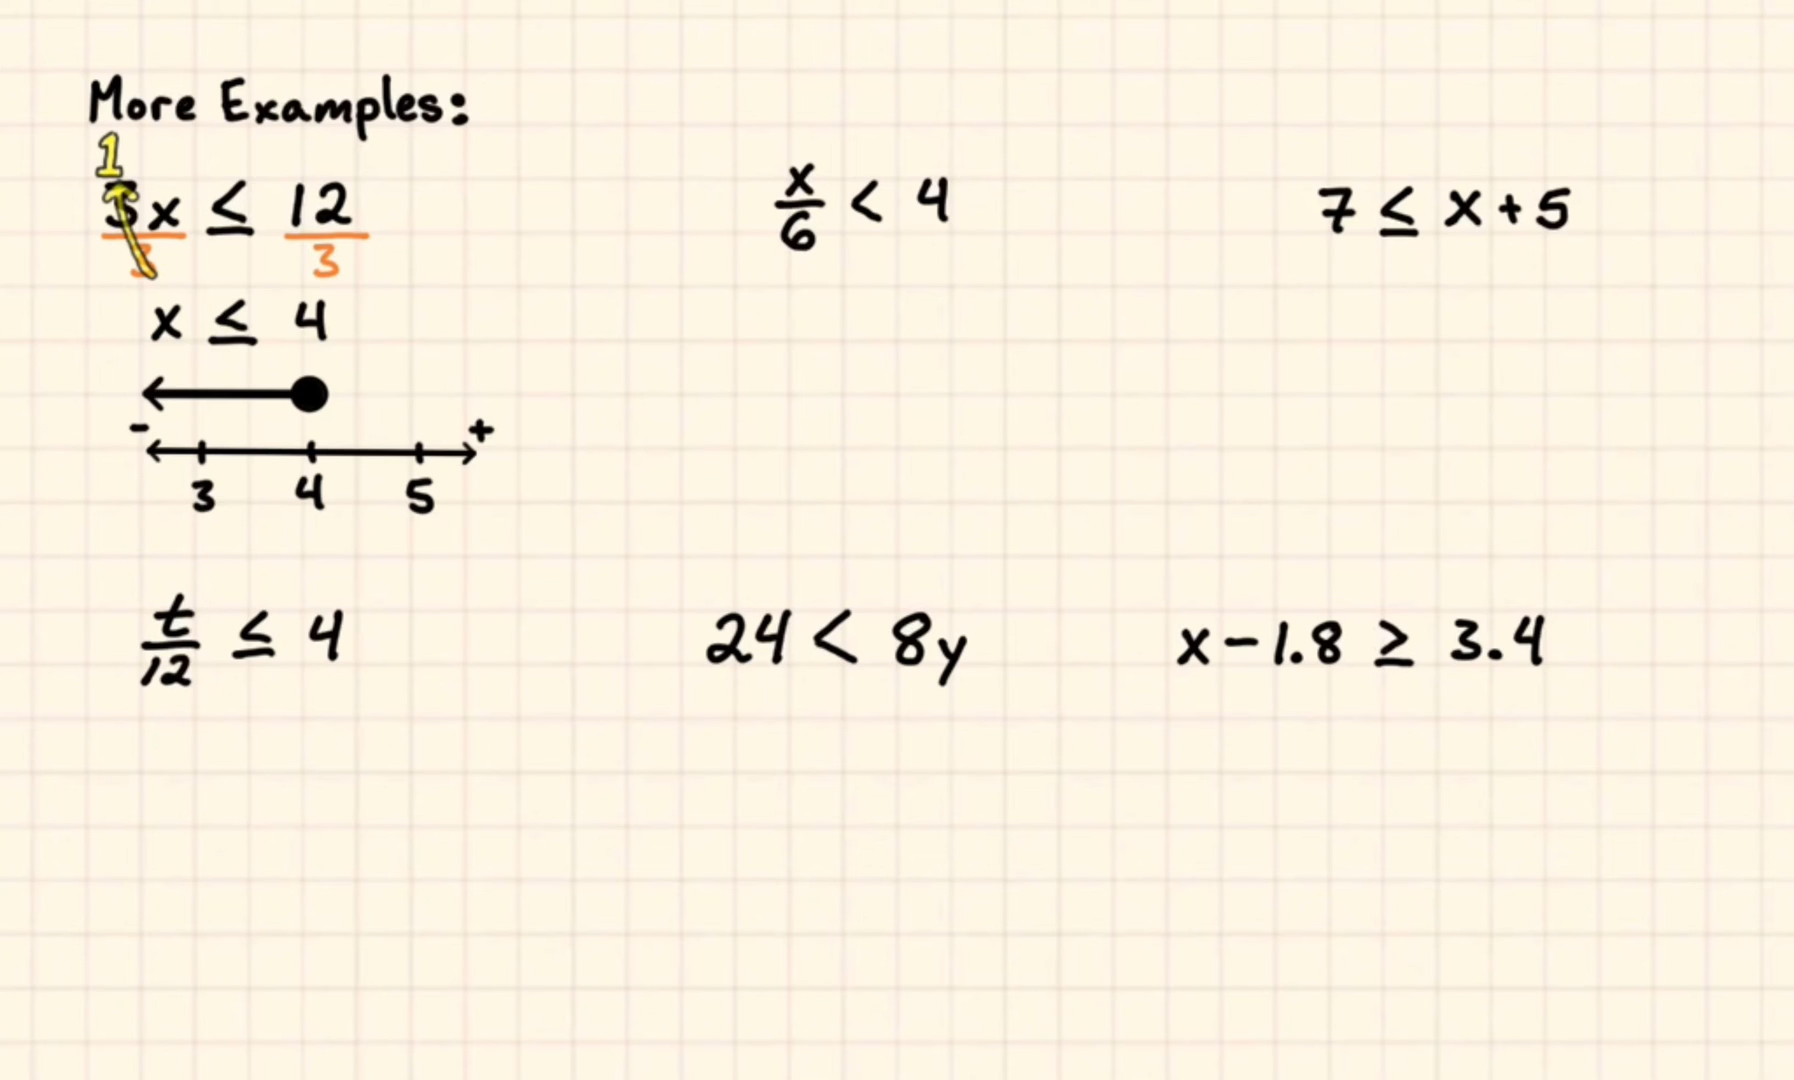 More Examples:
1
3x ≤ 12
3 3
x ≤ 4
- +
3 4 5
x/6 < 4
7 ≤ x + 5
t/12 ≤ 4
24 < 8y
x - 1.8 ≥ 3.4